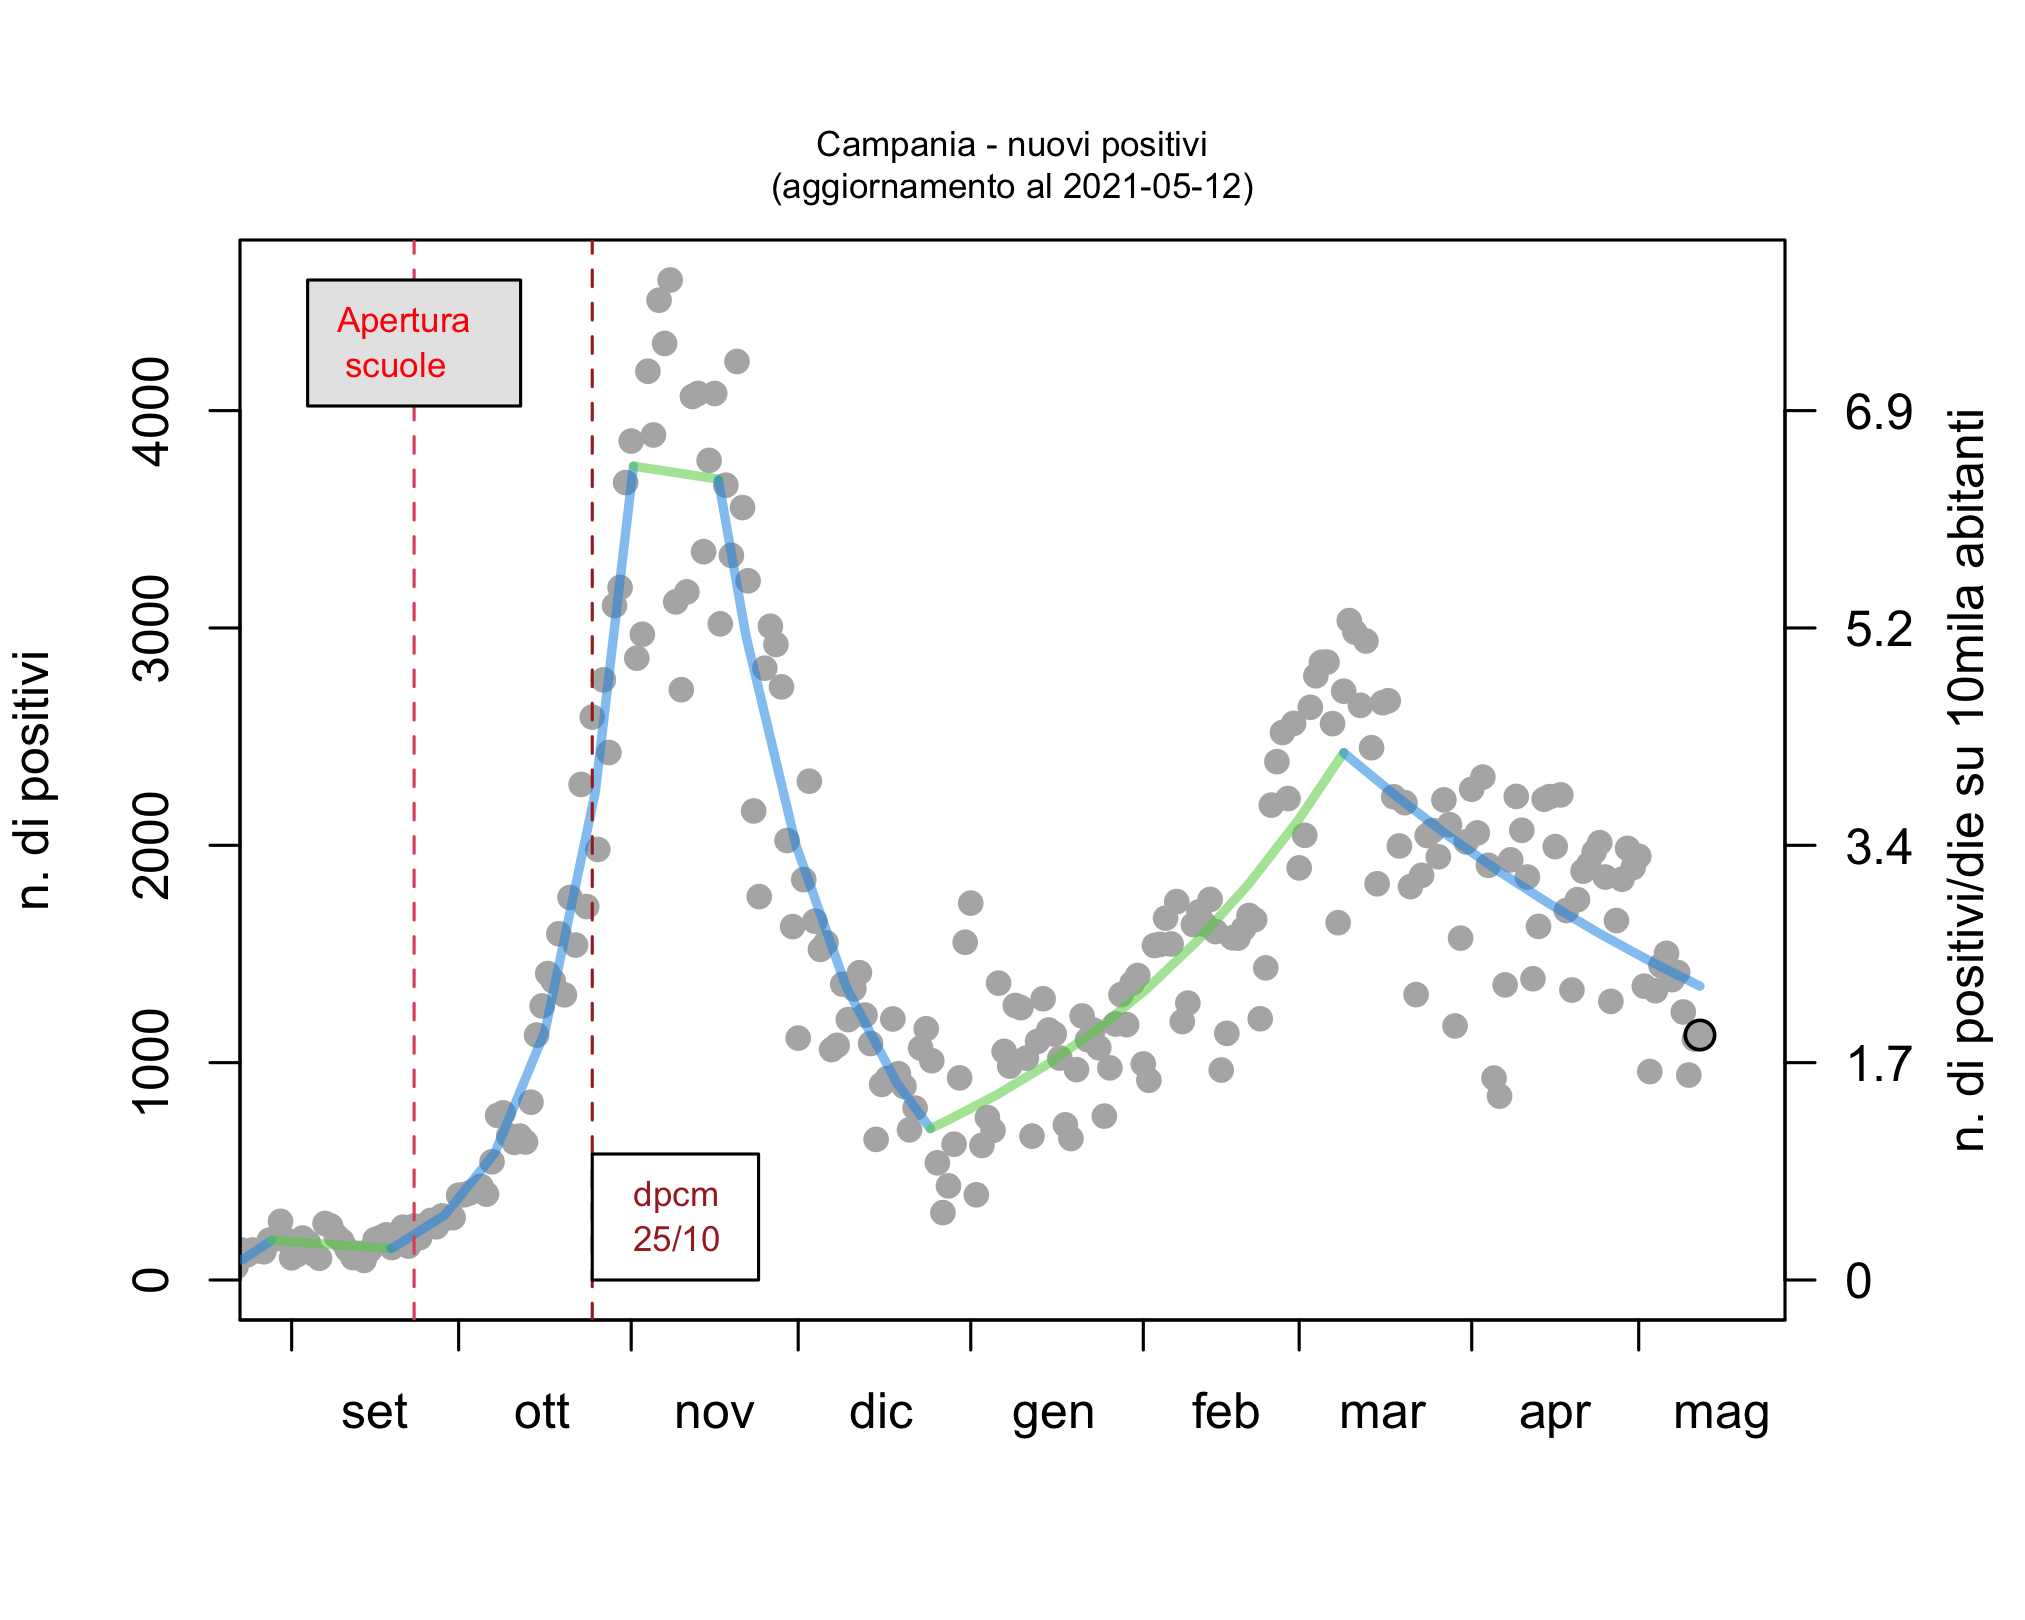 Campania - nuovi positivi
(aggiornamento al 2021-05-12)
Apertura
scuole
dpcm
25/10
n. di positivi
4000
3000
2000
1000
0
6.9
5.2
3.4
1.7
0
n. di positivi/die su 10mila abitanti
set ott nov dic gen feb mar apr mag